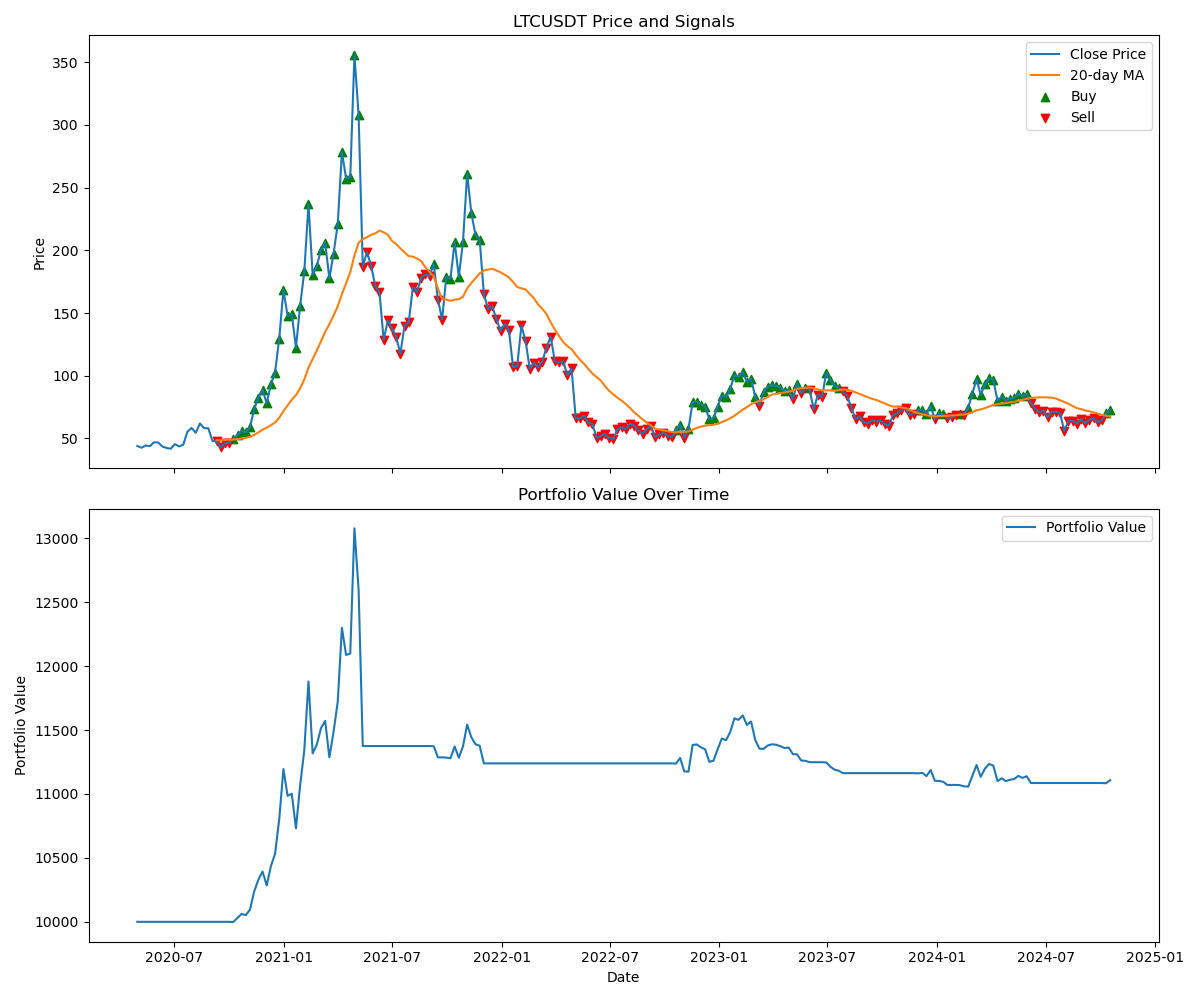 LTCUSDT Price and Signals
Price
350
300
250
200
150
100
50
Close Price
20-day MA
Buy
Sell
Portfolio Value Over Time
Portfolio Value
13000
12500
12000
11500
11000
10500
10000
Portfolio Value
2020-07
2021-01
2021-07
2022-01
2022-07
2023-01
2023-07
2024-01
2024-07
2025-01
Date